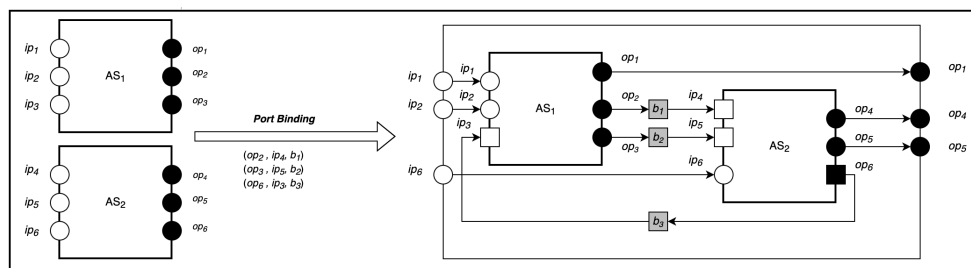 ip1
ip2
ip3
AS1
op1
op2
op3
ip4
ip5
ip6
AS2
op4
op5
op6
Port Binding
(op2 , ip4, b1)
(op3 , ip5, b2)
(op6 , ip3, b3)
ip1
ip2
ip6
ip1
ip2
ip3
AS1
op1
op2
op3
b1
b2
ip4
ip5
ip6
AS2
op4
op5
op6
b3
op1
op4
op5